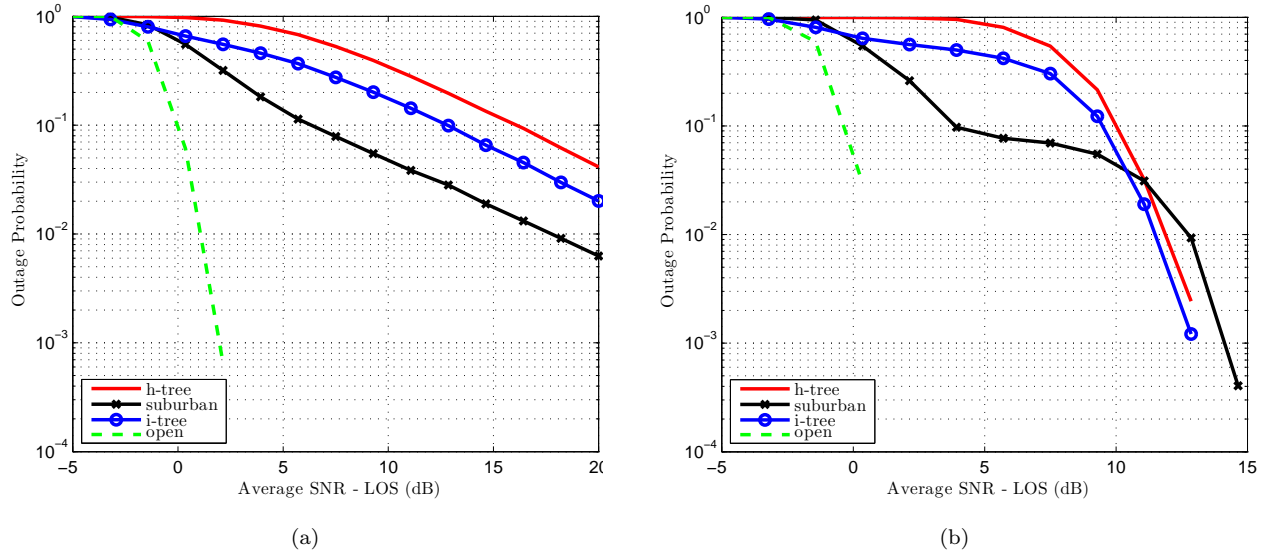 10^0
10^-1
10^-2
10^-3
10^-4
Outage Probability
h-tree
suburban
i-tree
open
−5
0
5
10
15
20
Average SNR - LOS (dB)
(a)
10^0
10^-1
10^-2
10^-3
10^-4
Outage Probability
h-tree
suburban
i-tree
open
−5
0
5
10
15
Average SNR - LOS (dB)
(b)